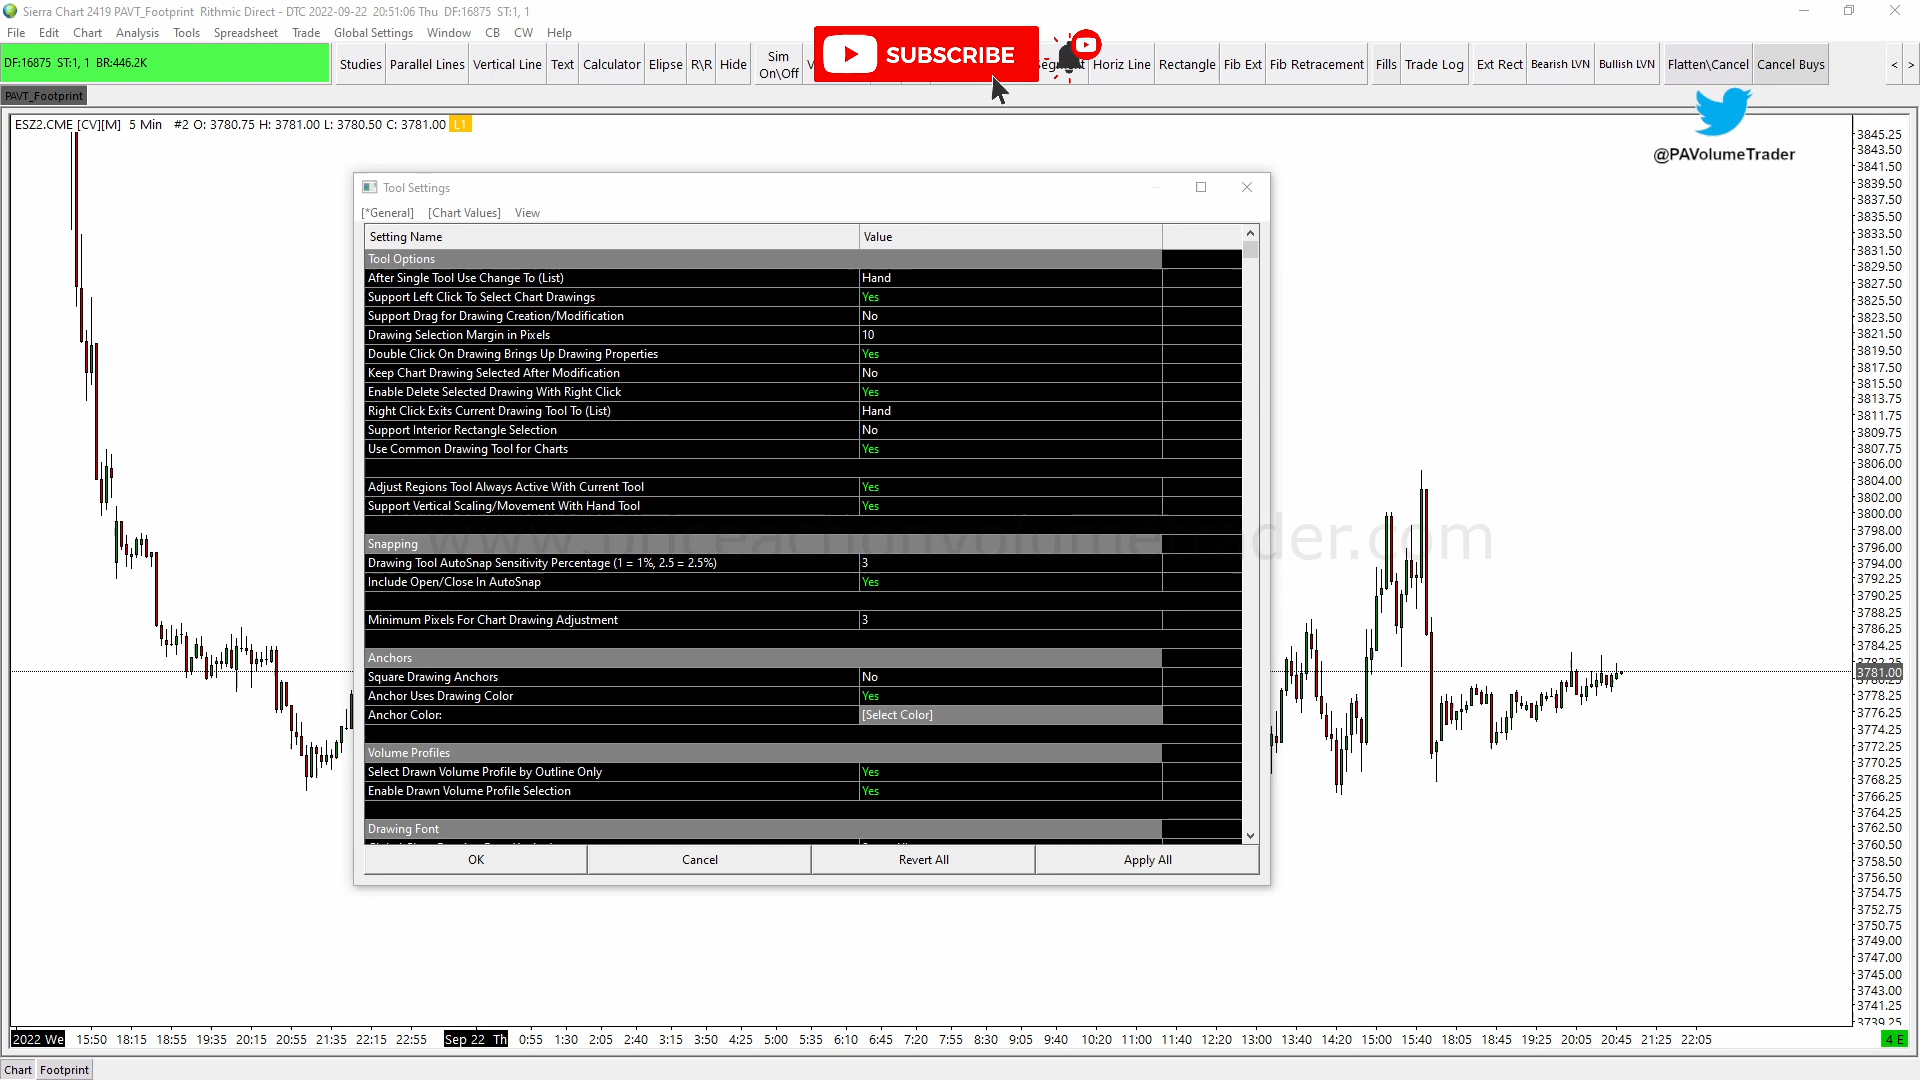 Sierra Chart 2419 PAVT_Footprint  Rithmic Direct - DTC 2022-09-22  20:51:06 Thu  DF:16875  ST:1, 1
File Edit Chart Analysis Tools Spreadsheet Trade Global Settings Window CB CW Help
DF:16875  ST:1, 1  BR:446.2K
Studies Parallel Lines Vertical Line Text Calculator Ellipse R\R Hide Sim On\Off SUBSCRIBE Segment Horiz Line Rectangle Fib Ext Fib Retracement Fills Trade Log Ext Rect Bearish LVN Bullish LVN Flatten\Cancel Cancel Buys < >
PAVT_Footprint
ESZ2.CME [CV][M]  5 Min  #2 O: 3780.75 H: 3781.00 L: 3780.50 C: 3781.00 L1
@PAVolumeTrader
Tool Settings
[*General] [Chart Values] View
Setting Name Value
Tool Options
After Single Tool Use Change To (List) Hand
Support Left Click To Select Chart Drawings Yes
Support Drag for Drawing Creation/Modification No
Drawing Selection Margin in Pixels 10
Double Click On Drawing Brings Up Drawing Properties Yes
Keep Chart Drawing Selected After Modification No
Enable Delete Selected Drawing With Right Click Yes
Right Click Exits Current Drawing Tool To (List) Hand
Support Interior Rectangle Selection No
Use Common Drawing Tool for Charts Yes
Adjust Regions Tool Always Active With Current Tool Yes
Support Vertical Scaling/Movement With Hand Tool Yes
www.priceactionvolumetrader.com
Snapping
Drawing Tool AutoSnap Sensitivity Percentage (1 = 1%, 2.5 = 2.5%) 3
Include Open/Close In AutoSnap Yes
Minimum Pixels For Chart Drawing Adjustment 3
Anchors
Square Drawing Anchors No
Anchor Uses Drawing Color Yes
Anchor Color: [Select Color]
Volume Profiles
Select Drawn Volume Profile by Outline Only Yes
Enable Drawn Volume Profile Selection Yes
Drawing Font
OK Cancel Revert All Apply All
3845.25
3843.50
3841.50
3839.50
3837.50
3835.50
3833.50
3831.50
3829.50
3827.50
3825.50
3823.50
3821.50
3819.50
3817.50
3815.50
3813.75
3811.75
3809.75
3807.75
3806.00
3804.00
3802.00
3800.00
3798.00
3796.00
3794.00
3792.25
3790.25
3788.25
3786.25
3784.25
3781.00
3778.25
3776.25
3774.25
3772.25
3770.25
3768.25
3766.25
3764.25
3762.50
3760.50
3758.50
3756.50
3754.75
3752.75
3750.75
3749.00
3747.00
3745.00
3743.00
3741.25
3739.25
2022 We 15:50 18:15 18:55 19:35 20:15 20:55 21:35 22:15 22:55 Sep 22 Th 0:55 1:30 2:05 2:40 3:15 3:50 4:25 5:00 5:35 6:10 6:45 7:20 7:55 8:30 9:05 9:40 10:20 11:00 11:40 12:20 13:00 13:40 14:20 15:00 15:40 18:05 18:45 19:25 20:05 20:45 21:25 22:05 4 E
Chart Footprint